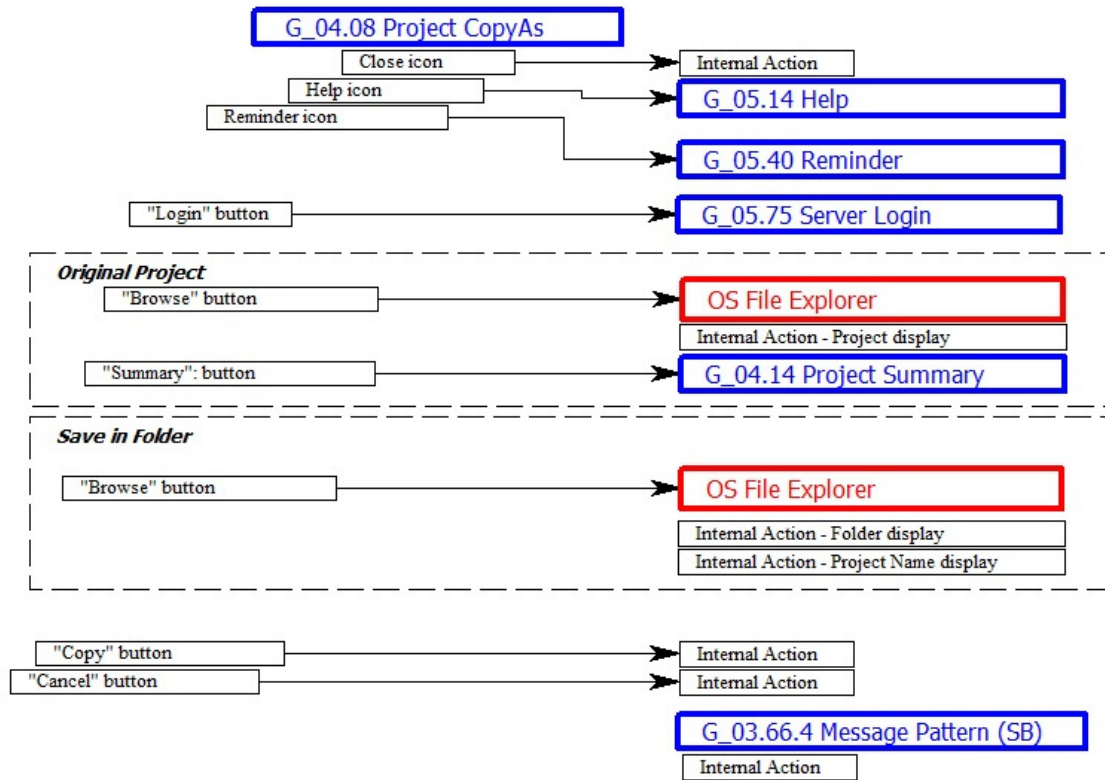 G_04.08 Project CopyAs
Close icon
Internal Action
Help icon
G_05.14 Help
Reminder icon
G_05.40 Reminder
"Login" button
G_05.75 Server Login
Original Project
"Browse" button
OS File Explorer
Internal Action - Project display
"Summary": button
G_04.14 Project Summary
Save in Folder
"Browse" button
OS File Explorer
Internal Action - Folder display
Internal Action - Project Name display
"Copy" button
Internal Action
"Cancel" button
Internal Action
G_03.66.4 Message Pattern (SB)
Internal Action